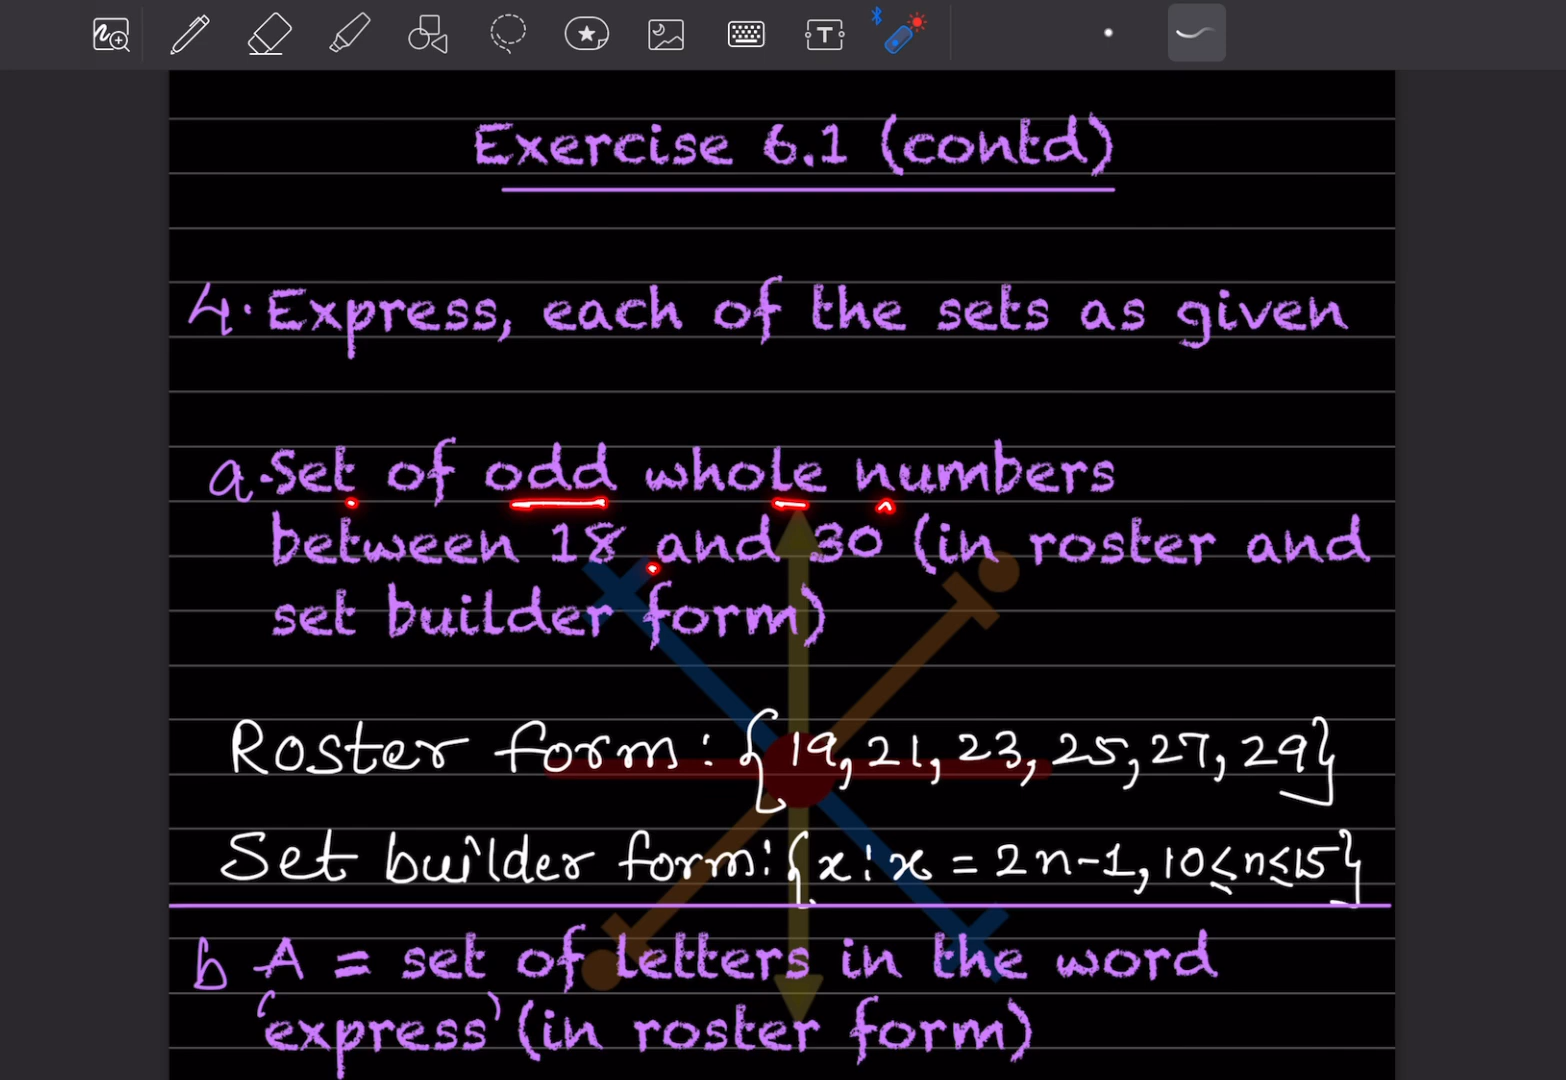 Exercise 6.1 (contd)
4. Express, each of the sets as given
a. Set of odd whole numbers
between 18 and 30 (in roster and
set builder form)
Roster form: {19, 21, 23, 25, 27, 29}
Set builder form: {x: x = 2n-1, 10≤n≤15}
b A = set of letters in the word
'express' (in roster form)